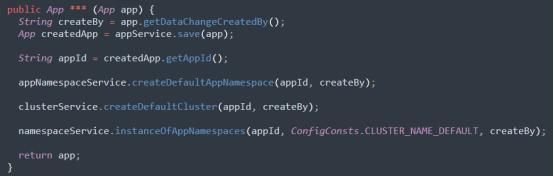 public App *** (App app) {
String createBy = app.getDataChangeCreatedBy();
App createdApp = appService.save(app);
String appId = createdApp.getAppId();
appNamespaceService.createDefaultAppNamespace(appId, createBy);
clusterService.createDefaultCluster(appId, createBy);
namespaceService.instanceOfAppNamespaces(appId, ConfigConsts.CLUSTER_NAME_DEFAULT, createBy);
return app;
}